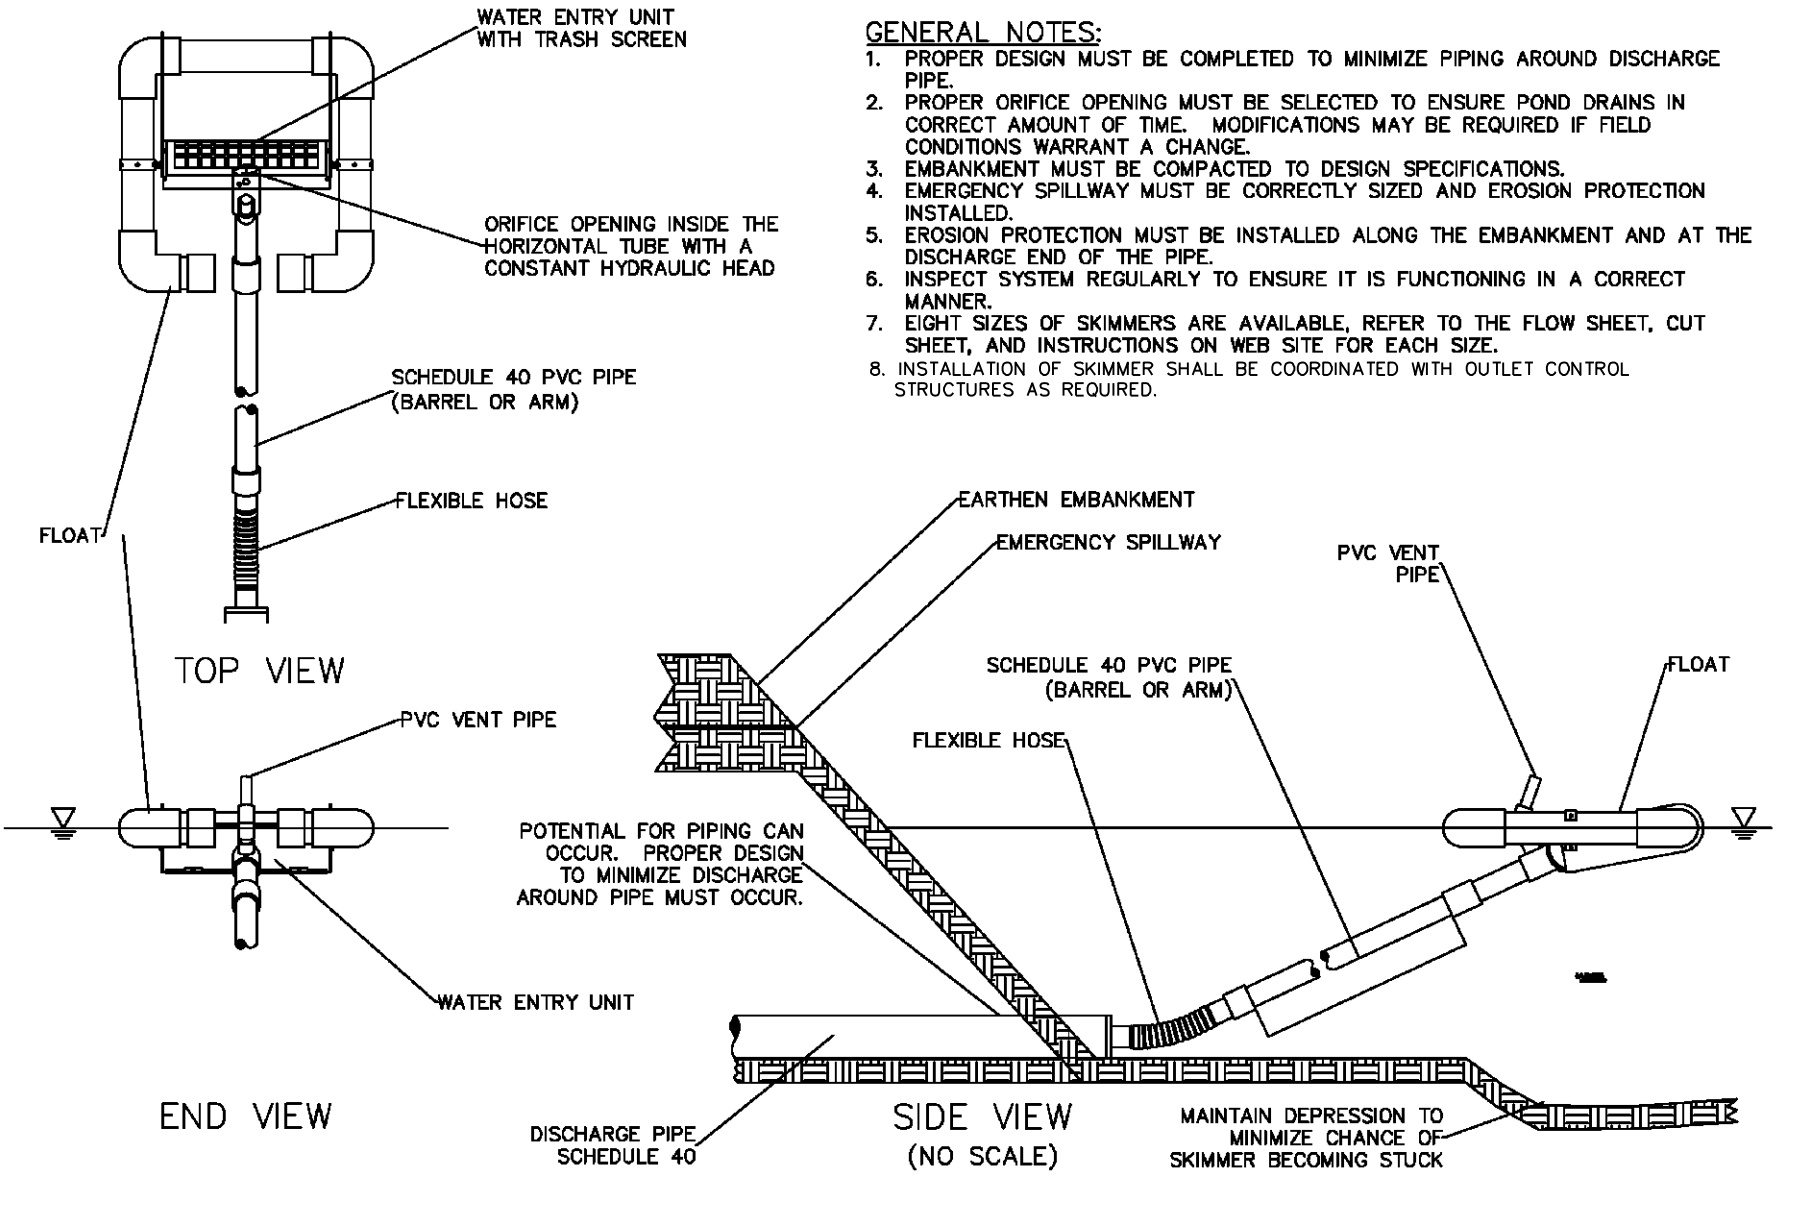 WATER ENTRY UNIT
WITH TRASH SCREEN
ORIFICE OPENING INSIDE THE
HORIZONTAL TUBE WITH A
CONSTANT HYDRAULIC HEAD
SCHEDULE 40 PVC PIPE
(BARREL OR ARM)
FLEXIBLE HOSE
FLOAT
TOP VIEW
GENERAL NOTES:
1. PROPER DESIGN MUST BE COMPLETED TO MINIMIZE PIPING AROUND DISCHARGE
PIPE.
2. PROPER ORIFICE OPENING MUST BE SELECTED TO ENSURE POND DRAINS IN
CORRECT AMOUNT OF TIME. MODIFICATIONS MAY BE REQUIRED IF FIELD
CONDITIONS WARRANT A CHANGE.
3. EMBANKMENT MUST BE COMPACTED TO DESIGN SPECIFICATIONS.
4. EMERGENCY SPILLWAY MUST BE CORRECTLY SIZED AND EROSION PROTECTION
INSTALLED.
5. EROSION PROTECTION MUST BE INSTALLED ALONG THE EMBANKMENT AND AT THE
DISCHARGE END OF THE PIPE.
6. INSPECT SYSTEM REGULARLY TO ENSURE IT IS FUNCTIONING IN A CORRECT
MANNER.
7. EIGHT SIZES OF SKIMMERS ARE AVAILABLE, REFER TO THE FLOW SHEET, CUT
SHEET, AND INSTRUCTIONS ON WEB SITE FOR EACH SIZE.
8. INSTALLATION OF SKIMMER SHALL BE COORDINATED WITH OUTLET CONTROL
STRUCTURES AS REQUIRED.
PVC VENT PIPE
WATER ENTRY UNIT
END VIEW
EARTHEN EMBANKMENT
EMERGENCY SPILLWAY
PVC VENT
PIPE
SCHEDULE 40 PVC PIPE
(BARREL OR ARM)
FLOAT
FLEXIBLE HOSE
POTENTIAL FOR PIPING CAN
OCCUR. PROPER DESIGN
TO MINIMIZE DISCHARGE
AROUND PIPE MUST OCCUR.
DISCHARGE PIPE
SCHEDULE 40
SIDE VIEW
(NO SCALE)
MAINTAIN DEPRESSION TO
MINIMIZE CHANCE OF
SKIMMER BECOMING STUCK